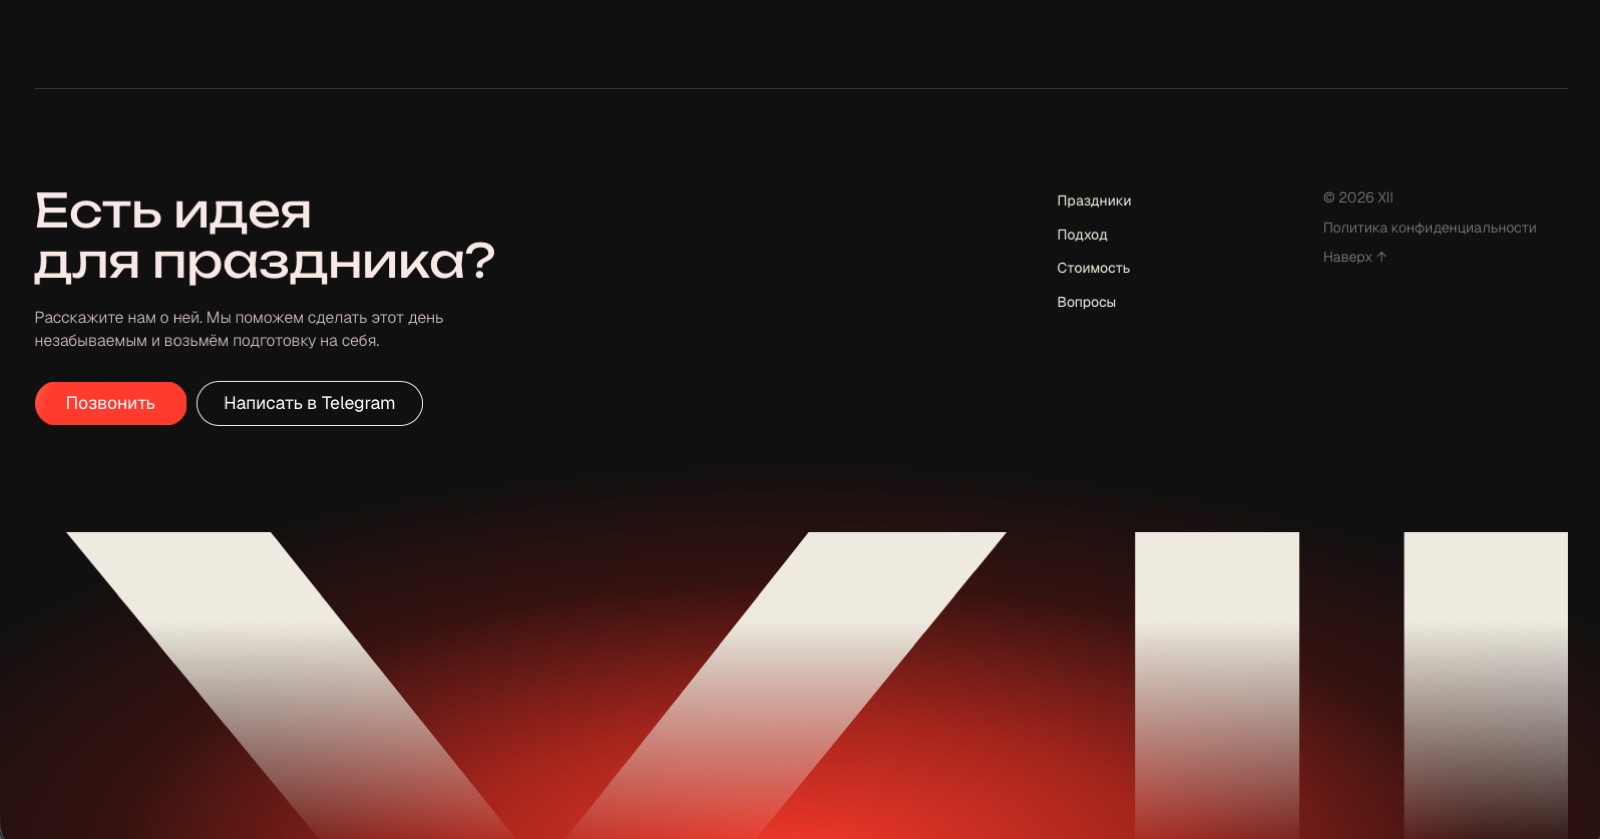 Есть идея
для праздника?
Расскажите нам о ней. Мы поможем сделать этот день
незабываемым и возьмём подготовку на себя.
Позвонить
Написать в Telegram
Праздники
Подход
Стоимость
Вопросы
© 2026 XII
Политика конфиденциальности
Наверх ↑
XII